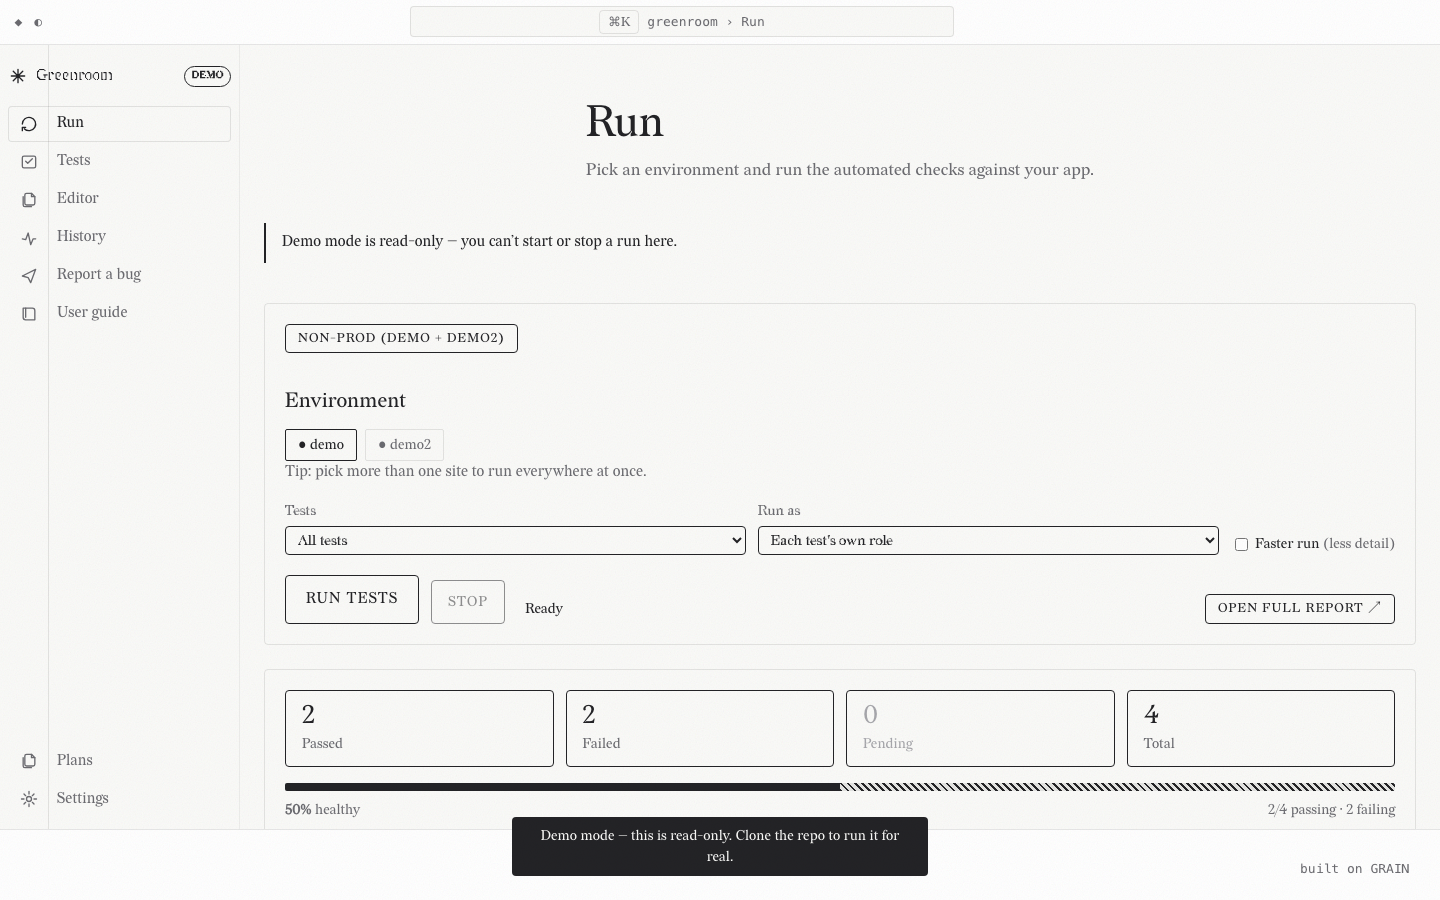 ⌘K greenroom › Run
Greenroom
DEMO
Run
Tests
Editor
History
Report a bug
User guide
Plans
Settings
Run
Pick an environment and run the automated checks against your app.
Demo mode is read-only — you can't start or stop a run here.
NON-PROD (DEMO + DEMO2)
Environment
● demo
● demo2
Tip: pick more than one site to run everywhere at once.
Tests
Run as
All tests
Each test's own role
Faster run (less detail)
RUN TESTS
STOP
Ready
OPEN FULL REPORT ↗
2
Passed
2
Failed
0
Pending
4
Total
50% healthy
2/4 passing · 2 failing
Demo mode — this is read-only. Clone the repo to run it for
real.
built on GRAIN